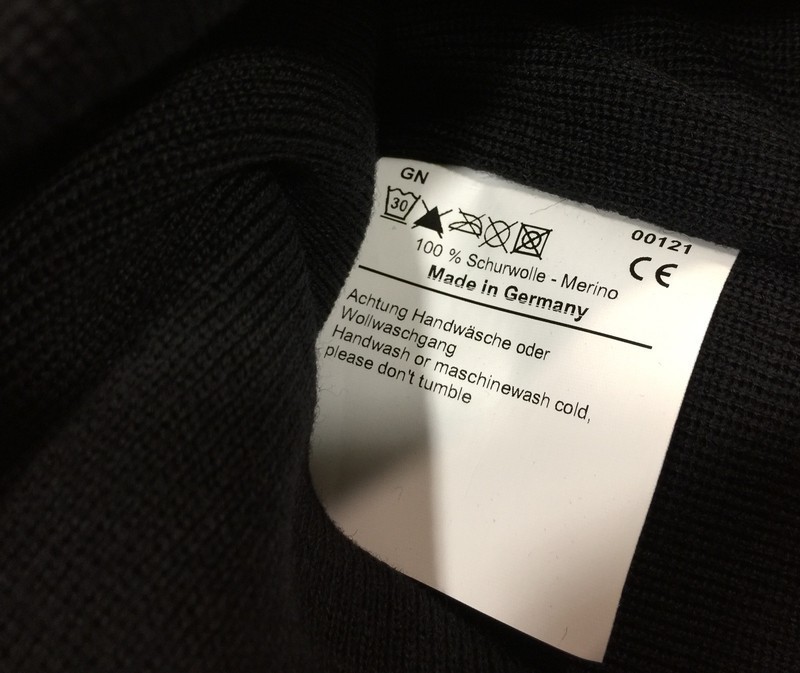 GN
30
00121
CE
100 % Schurwolle - Merino
Made in Germany
Achtung Handwäsche oder
Wollwaschgang
Handwash or maschinewash cold,
please don't tumble